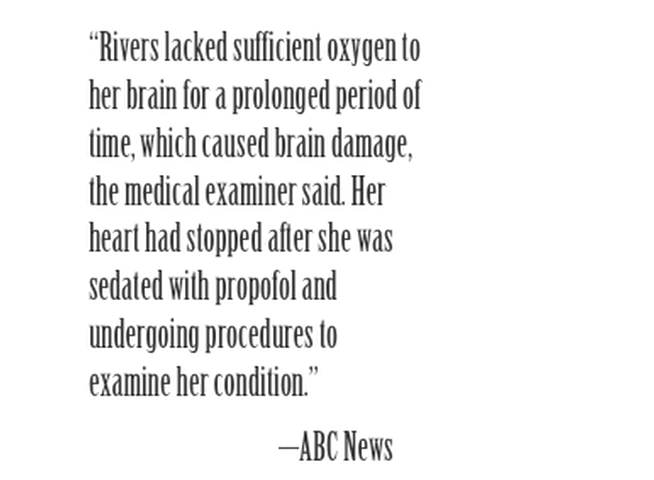 “Rivers lacked sufficient oxygen to
her brain for a prolonged period of
time, which caused brain damage,
the medical examiner said. Her
heart had stopped after she was
sedated with propofol and
undergoing procedures to
examine her condition.”
—ABC News